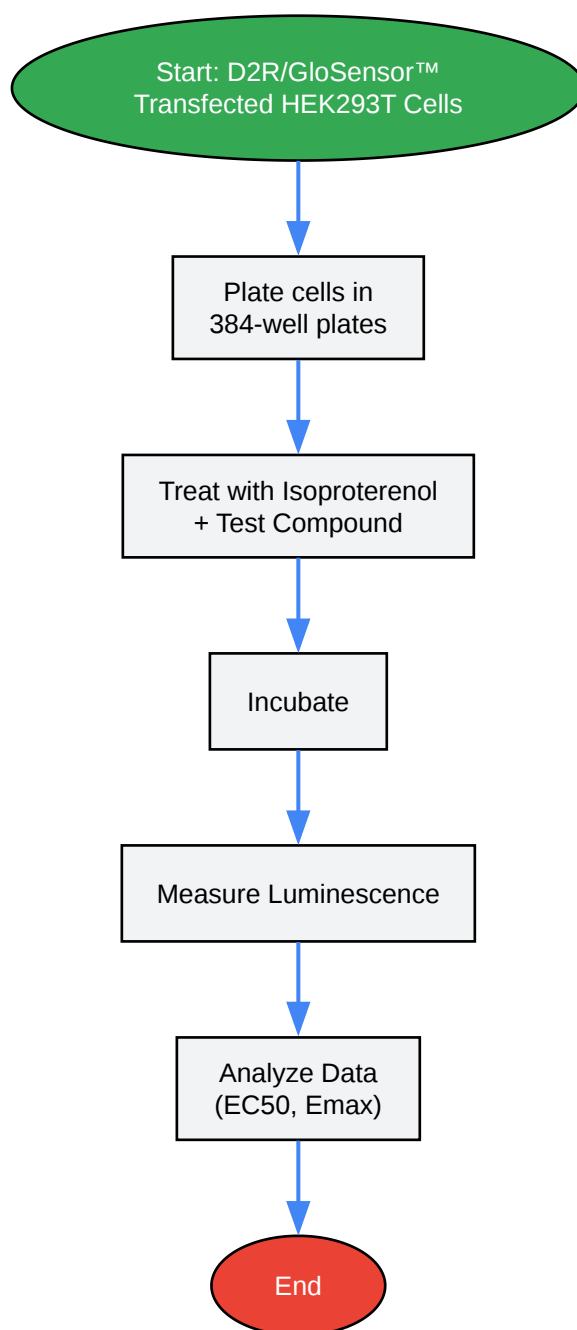 Start: D2R/GloSensor™
Transfected HEK293T Cells
Plate cells in
384-well plates
Treat with Isoproterenol
+ Test Compound
Incubate
Measure Luminescence
Analyze Data
(EC50, Emax)
End